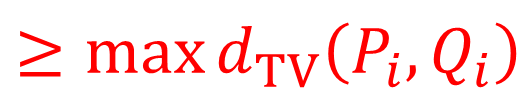 ≥ max d_TV(P_i, Q_i)